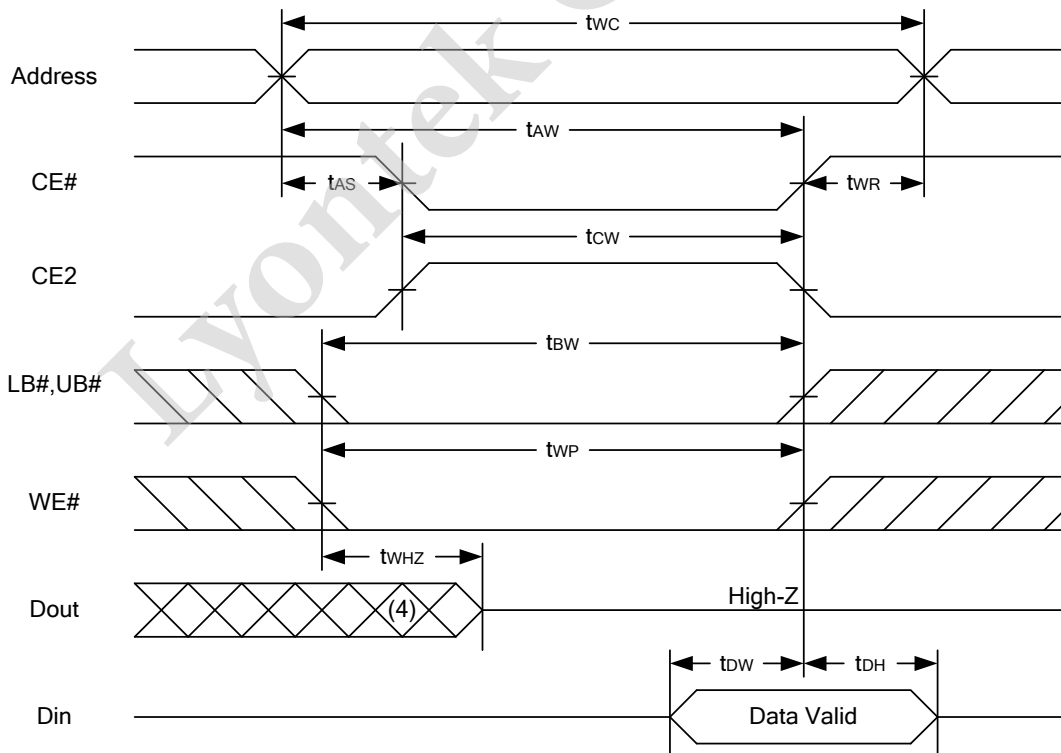 tWC
Address
tAW
CE#
tAS
tWR
tCW
CE2
tBW
LB#,UB#
tWP
WE#
tWHZ
Dout
(4)
High-Z
tDW
tDH
Din
Data Valid
Lyontek